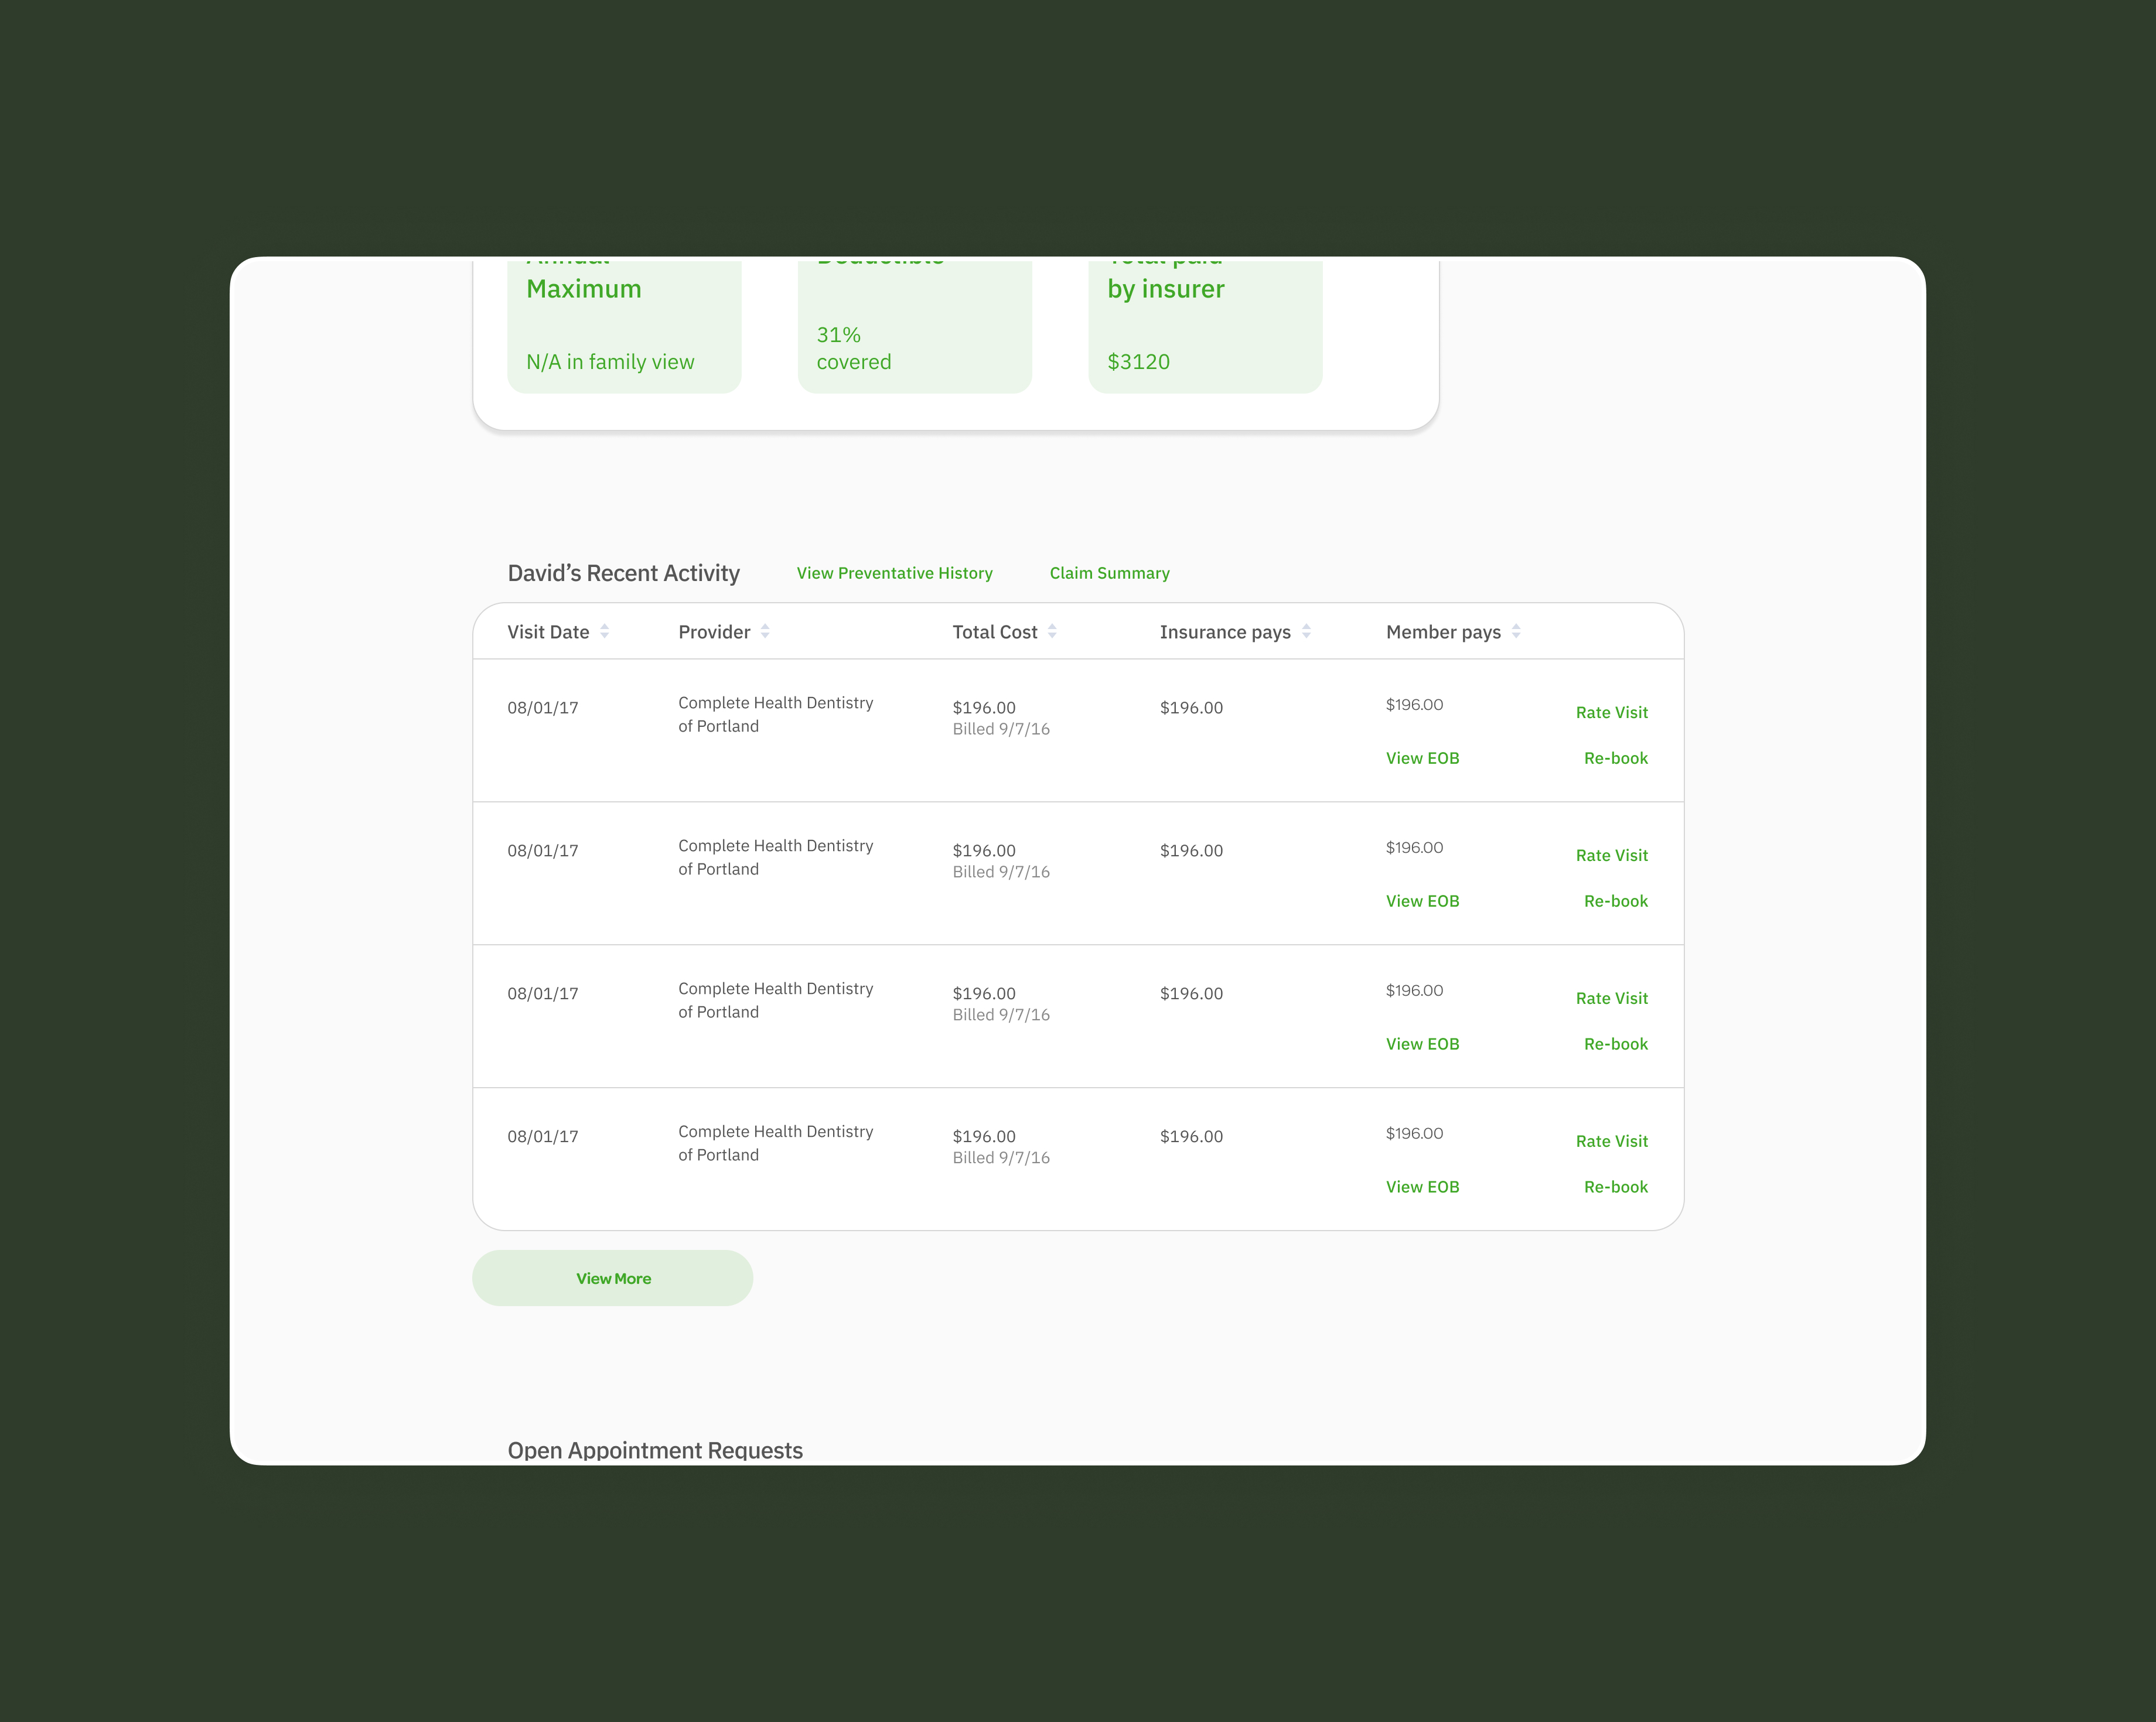 Annual
Deductible
Total paid
Maximum
by insurer
31%
N/A in family view
covered
$3120
David’s Recent Activity
View Preventative History
Claim Summary
Visit Date
Provider
Total Cost
Insurance pays
Member pays
08/01/17
Complete Health Dentistry
of Portland
$196.00
Billed 9/7/16
$196.00
$196.00
Rate Visit
View EOB
Re-book
08/01/17
Complete Health Dentistry
of Portland
$196.00
Billed 9/7/16
$196.00
$196.00
Rate Visit
View EOB
Re-book
08/01/17
Complete Health Dentistry
of Portland
$196.00
Billed 9/7/16
$196.00
$196.00
Rate Visit
View EOB
Re-book
08/01/17
Complete Health Dentistry
of Portland
$196.00
Billed 9/7/16
$196.00
$196.00
Rate Visit
View EOB
Re-book
View More
Open Appointment Requests